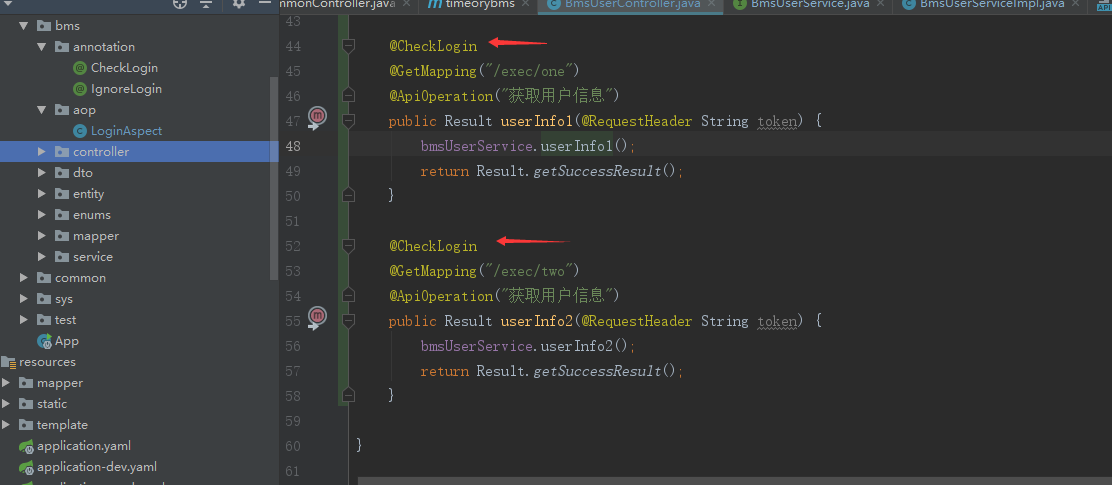 nmonController.java
timeorybms
BmsUserController.java
BmsUserService.java
BmsUserServiceImpl.java
API
bms
annotation
CheckLogin
IgnoreLogin
aop
LoginAspect
controller
dto
entity
enums
mapper
service
common
sys
test
App
resources
mapper
static
template
application.yaml
application-dev.yaml
43
44 @CheckLogin
45 @GetMapping("/exec/one")
46 @ApiOperation("获取用户信息")
47 public Result userInfo1(@RequestHeader String token) {
48 bmsUserService.userInfo1();
49 return Result.getSuccessResult();
50 }
51
52 @CheckLogin
53 @GetMapping("/exec/two")
54 @ApiOperation("获取用户信息")
55 public Result userInfo2(@RequestHeader String token) {
56 bmsUserService.userInfo2();
57 return Result.getSuccessResult();
58 }
59
60 }
61